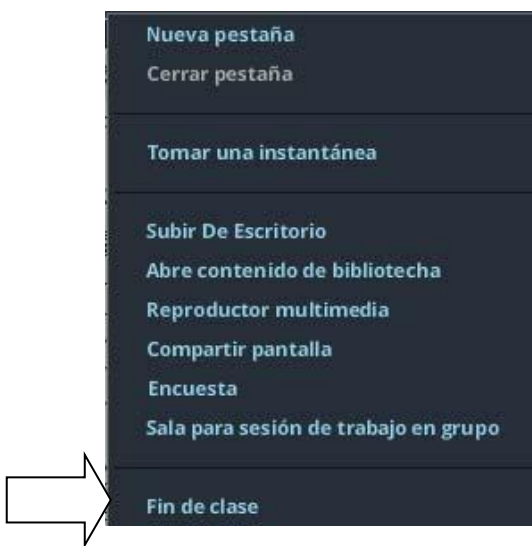 Nueva pestaña
Cerrar pestaña
Tomar una instantánea
Subir De Escritorio
Abre contenido de bibliotecha
Reproductor multimedia
Compartir pantalla
Encuesta
Sala para sesión de trabajo en grupo
Fin de clase